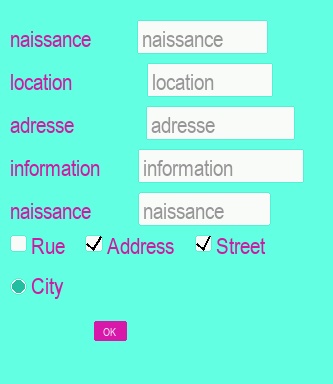 naissance naissance
location location
adresse adresse
information information
naissance naissance
Rue Address Street
City
OK